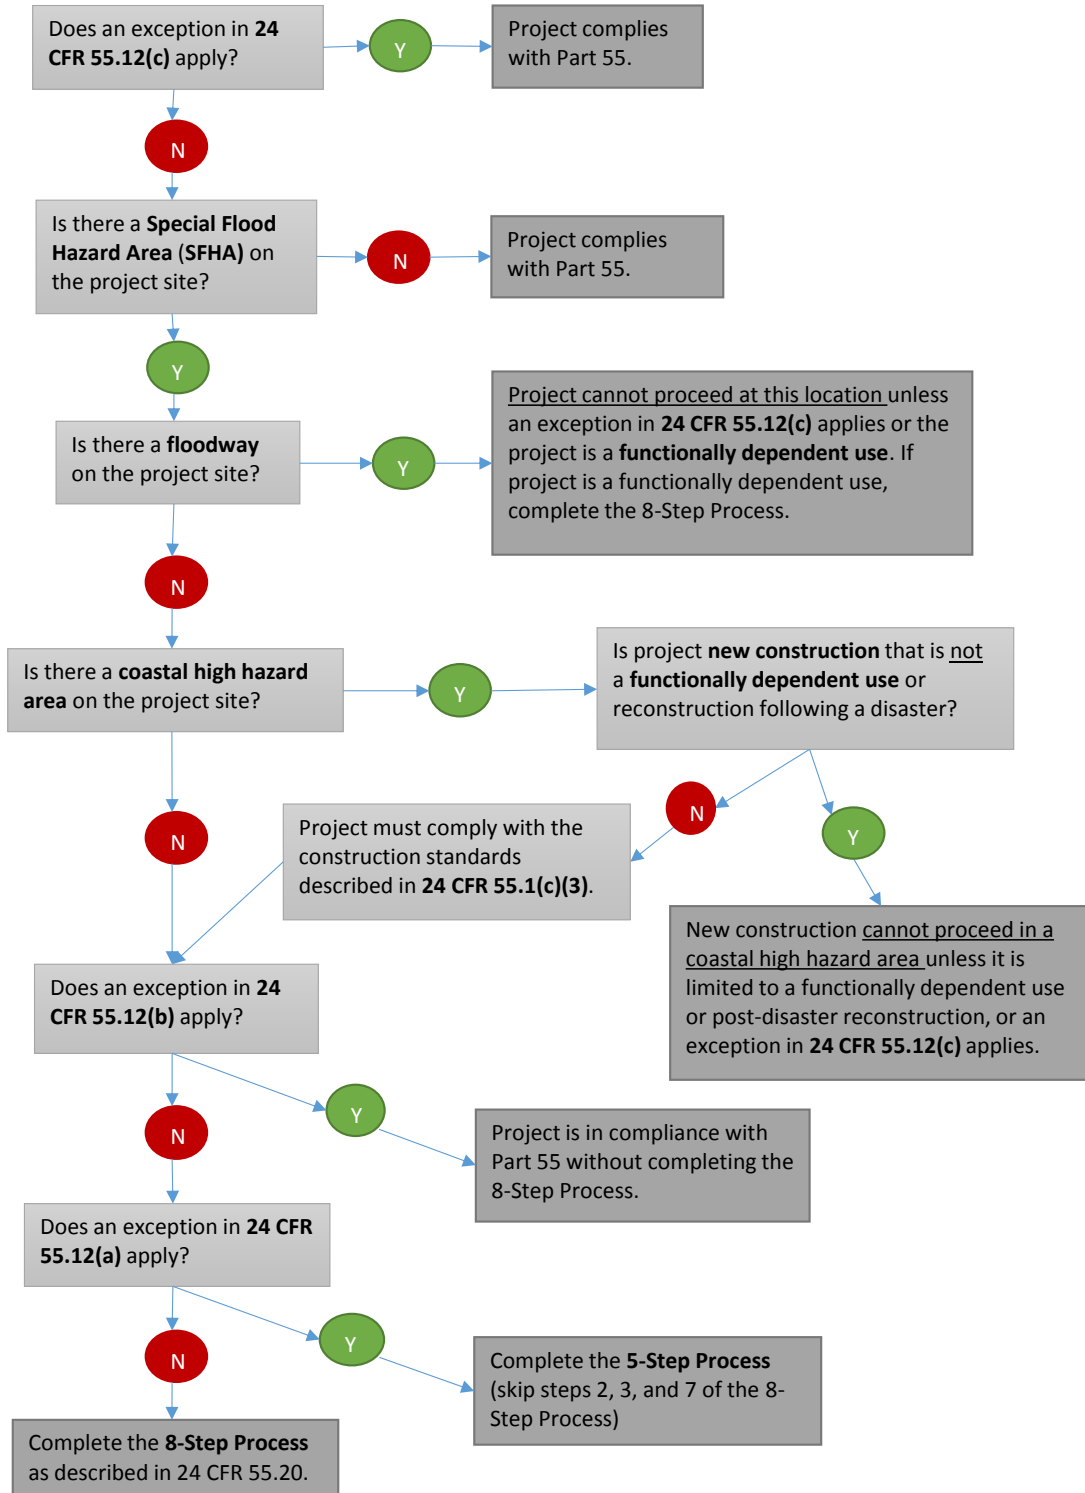 Does an exception in 24
CFR 55.12(c) apply?
Y
Project complies
with Part 55.
N
Is there a Special Flood
Hazard Area (SFHA) on
the project site?
N
Project complies
with Part 55.
Y
Is there a floodway
on the project site?
Y
Project cannot proceed at this location unless
an exception in 24 CFR 55.12(c) applies or the
project is a functionally dependent use. If
project is a functionally dependent use,
complete the 8-Step Process.
N
Is there a coastal high hazard
area on the project site?
Y
Is project new construction that is not
a functionally dependent use or
reconstruction following a disaster?
N
Y
N
Project must comply with the
construction standards
described in 24 CFR 55.1(c)(3).
New construction cannot proceed in a
coastal high hazard area unless it is
limited to a functionally dependent use
or post-disaster reconstruction, or an
exception in 24 CFR 55.12(c) applies.
Does an exception in 24
CFR 55.12(b) apply?
Y
N
Project is in compliance with
Part 55 without completing the
8-Step Process.
Does an exception in 24 CFR
55.12(a) apply?
Y
N
Complete the 5-Step Process
(skip steps 2, 3, and 7 of the 8-
Step Process)
Complete the 8-Step Process
as described in 24 CFR 55.20.